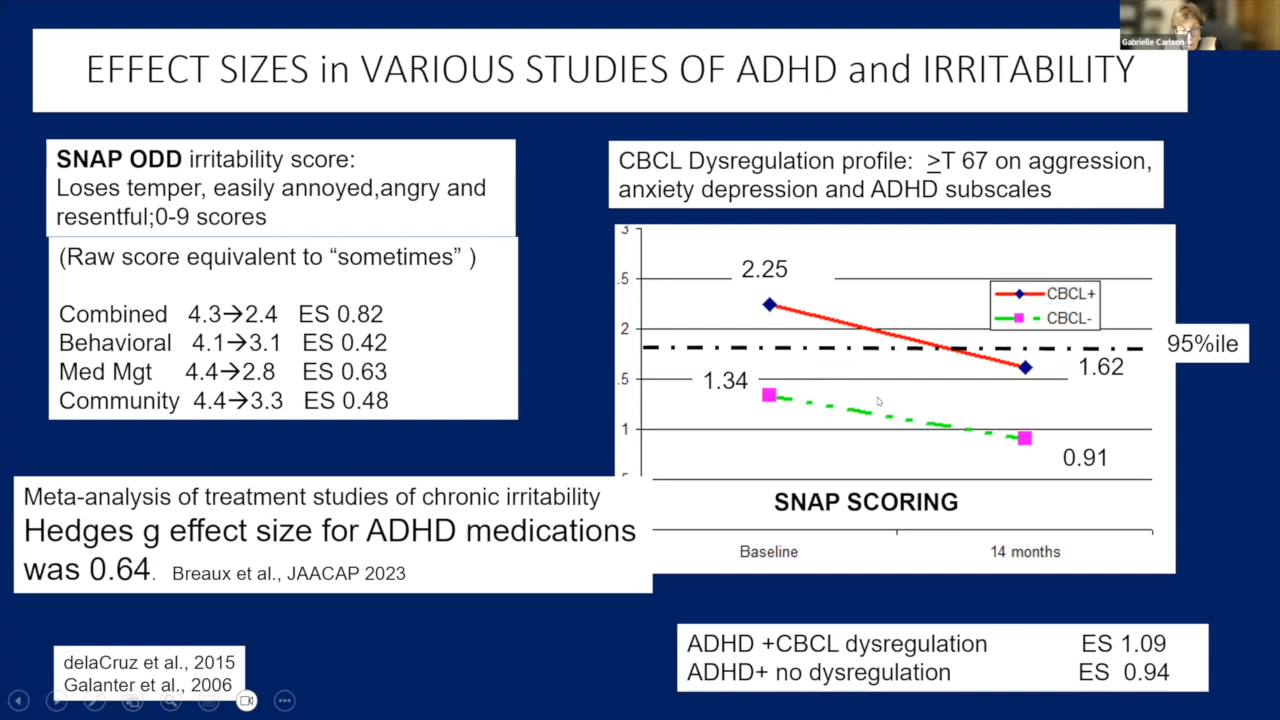 Gabrielle Carlson
EFFECT SIZES in VARIOUS STUDIES OF ADHD and IRRITABILITY
SNAP ODD irritability score:
Loses temper, easily annoyed,angry and
resentful;0-9 scores
(Raw score equivalent to “sometimes” )
Combined 4.3→2.4 ES 0.82
Behavioral 4.1→3.1 ES 0.42
Med Mgt 4.4→2.8 ES 0.63
Community 4.4→3.3 ES 0.48
Meta-analysis of treatment studies of chronic irritability
Hedges g effect size for ADHD medications
was 0.64. Breaux et al., JAACAP 2023
delaCruz et al., 2015
Galanter et al., 2006
CBCL Dysregulation profile: >T 67 on aggression,
anxiety depression and ADHD subscales
3
.5
2
.5
1
2.25
1.34
CBCL+
CBCL-
95%ile
1.62
0.91
SNAP SCORING
Baseline 14 months
ADHD +CBCL dysregulation ES 1.09
ADHD+ no dysregulation ES 0.94